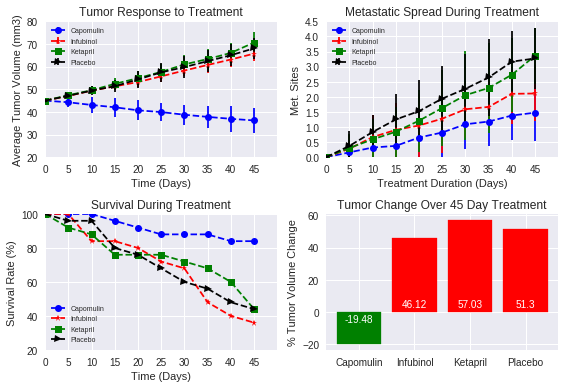 Tumor Response to Treatment
Average Tumor Volume (mm3)
80
70
60
50
40
30
20
Capomulin
Infubinol
Ketapril
Placebo
0 5 10 15 20 25 30 35 40 45
Time (Days)
Metastatic Spread During Treatment
Met. Sites
4.5
4.0
3.5
3.0
2.5
2.0
1.5
1.0
0.5
0.0
Capomulin
Infubinol
Ketapril
Placebo
0 5 10 15 20 25 30 35 40 45
Treatment Duration (Days)
Survival During Treatment
Survival Rate (%)
100
80
60
40
20
Capomulin
Infubinol
Ketapril
Placebo
0 5 10 15 20 25 30 35 40 45
Time (Days)
Tumor Change Over 45 Day Treatment
% Tumor Volume Change
60
40
20
0
−20
-19.48 46.12 57.03 51.3
Capomulin Infubinol Ketapril Placebo